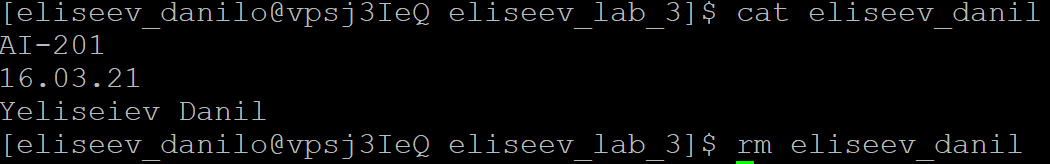 [eliseev_danilo@vpsj3IeQ eliseev_lab_3]$ cat eliseev_danil
AI-201
16.03.21
Yeliseiev Danil
[eliseev_danilo@vpsj3IeQ eliseev_lab_3]$ rm eliseev_danil